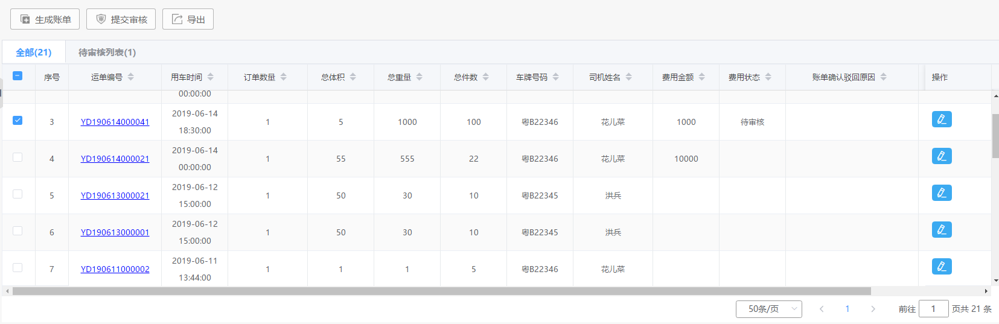 生成账单 提交审核 导出
全部(21) 待审核列表(1)
序号 运单编号 用车时间 订单数量 总体积 总重量 总件数 车牌号码 司机姓名 费用金额 费用状态 账单确认驳回原因 操作
00:00:00
3 YD190614000041 2019-06-14 18:30:00 1 5 1000 100 粤B22346 花儿菜 1000 待审核
4 YD190614000021 2019-06-14 00:00:00 1 55 555 22 粤B22346 花儿菜 10000
5 YD190613000021 2019-06-12 15:00:00 1 50 30 10 粤B22345 洪兵
6 YD190613000001 2019-06-12 15:00:00 1 50 30 10 粤B22345 洪兵
7 YD190611000002 2019-06-11 13:44:00 1 1 1 5 粤B22346 花儿菜
50条/页 1 前往 1 页共 21 条